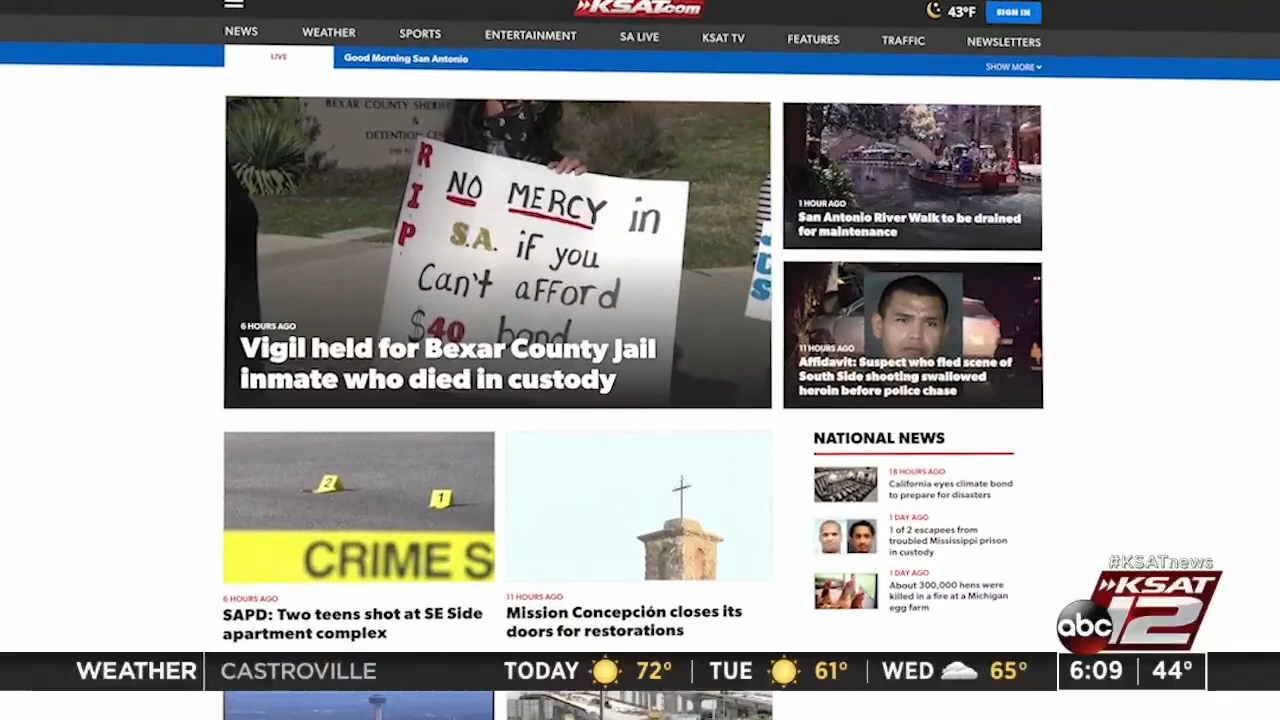 KSAT.com
43°F
SIGN IN
NEWS
WEATHER
SPORTS
ENTERTAINMENT
SA LIVE
KSAT TV
FEATURES
TRAFFIC
NEWSLETTERS
LIVE
Good Morning San Antonio
SHOW MORE
BEXAR COUNTY SHERI
&
DETENTION CE
RIP
NO MERCY in
S.A. if you
Can't afford
$40 bond
6 HOURS AGO
Vigil held for Bexar County Jail
inmate who died in custody
1 HOUR AGO
San Antonio River Walk to be drained
for maintenance
11 HOURS AGO
Affidavit: Suspect who fled scene of
South Side shooting swallowed
heroin before police chase
2
1
CRIME S
6 HOURS AGO
SAPD: Two teens shot at SE Side
apartment complex
11 HOURS AGO
Mission Concepción closes its
doors for restorations
NATIONAL NEWS
18 HOURS AGO
California eyes climate bond
to prepare for disasters
1 DAY AGO
1 of 2 escapees from
troubled Mississippi prison
in custody
1 DAY AGO
About 300,000 hens were
killed in a fire at a Michigan
egg farm
#KSATnews
KSAT
abc 12
WEATHER CASTROVILLE TODAY 72° TUE 61° WED 65° 6:09 44°